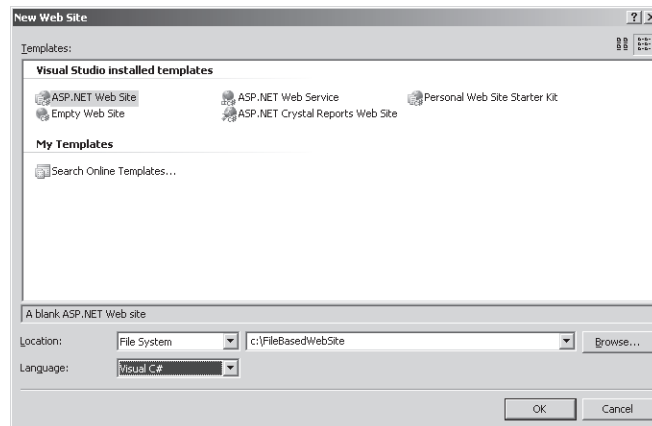 New Web Site
Templates:
Visual Studio installed templates
ASP.NET Web Site
ASP.NET Web Service
Personal Web Site Starter Kit
Empty Web Site
ASP.NET Crystal Reports Web Site
My Templates
Search Online Templates...
A blank ASP.NET Web site
Location:
File System
c:\FileBasedWebSite
Browse...
Language:
Visual C#
OK
Cancel